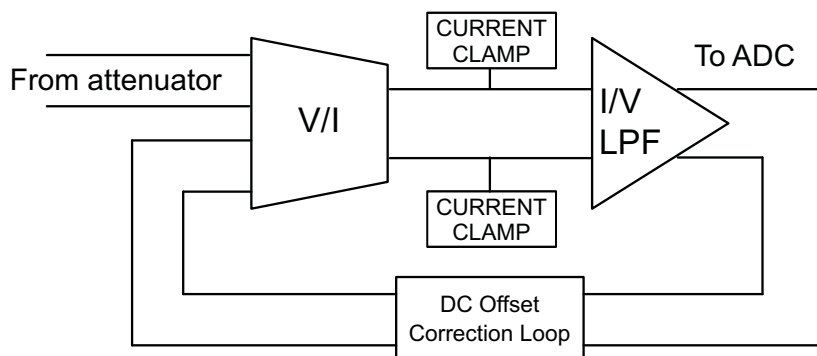 CURRENT
CLAMP
To ADC
From attenuator
V/I
I/V
LPF
CURRENT
CLAMP
DC Offset
Correction Loop